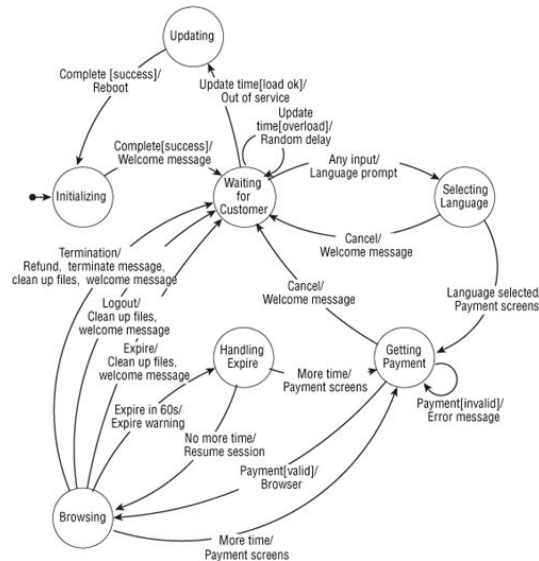 Updating
Complete [success]/
Reboot
Update time[load ok]/
Out of service
Update
time[overload]/
Random delay
Complete[success]/
Welcome message
Any input/
Language prompt
Initializing
Waiting
for
Customer
Selecting
Language
Cancel/
Welcome message
Termination/
Refund, terminate message,
clean up files, welcome message
Cancel/
Welcome message
Language selected/
Payment screens
Logout/
Clean up files,
welcome message
Expire/
Clean up files,
welcome message
Handling
Expire
More time/
Payment screens
Getting
Payment
Payment[invalid]/
Error message
Expire in 60s/
Expire warning
No more time/
Resume session
Payment[valid]/
Browser
Browsing
More time/
Payment screens